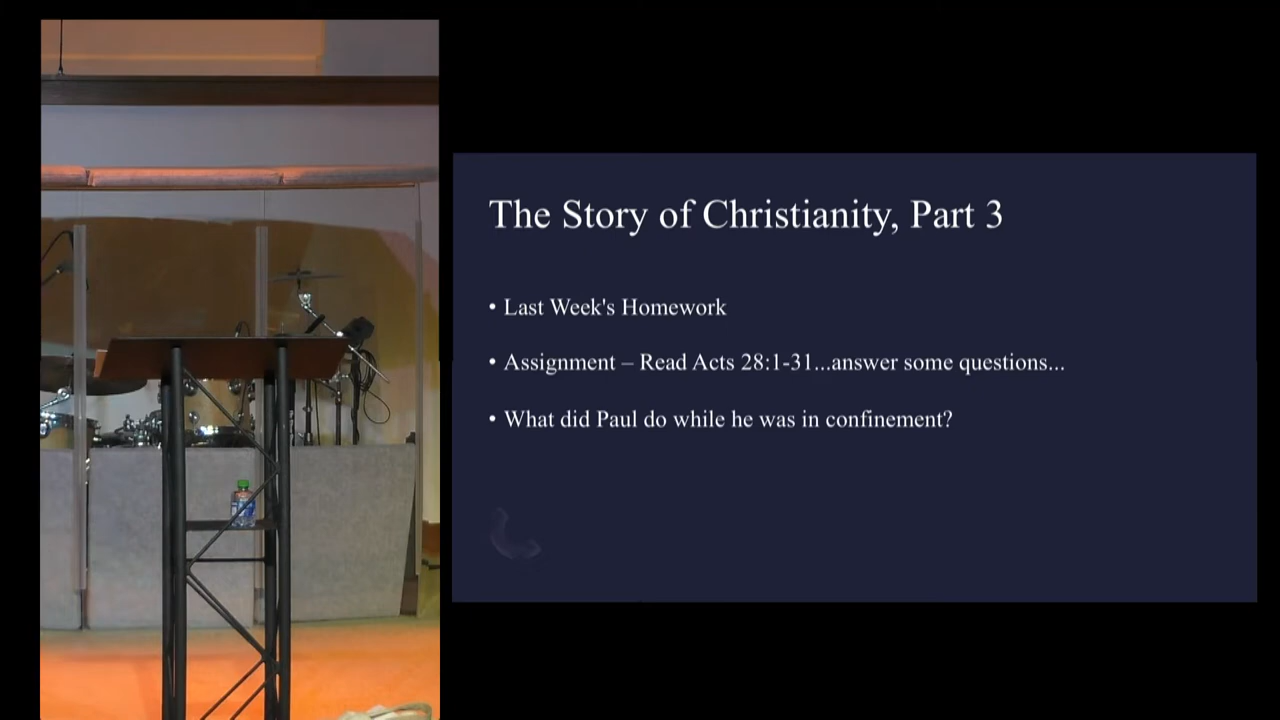 The Story of Christianity, Part 3
• Last Week's Homework
• Assignment – Read Acts 28:1-31...answer some questions...
• What did Paul do while he was in confinement?